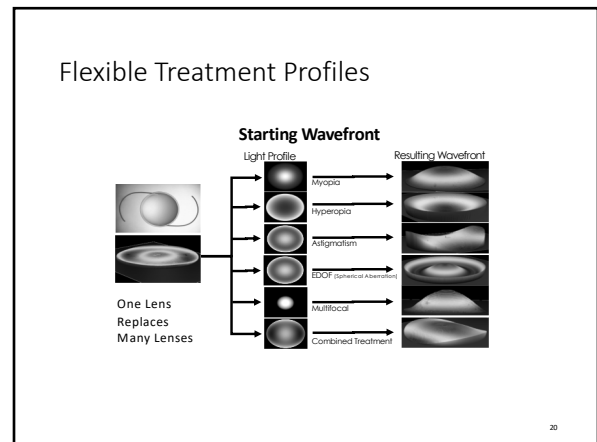 Flexible Treatment Profiles
Starting Wavefront
Light Profile
Resulting Wavefront
Myopia
Hyperopia
Astigmatism
EDOF (Spherical Aberration)
Multifocal
Combined Treatment
One Lens
Replaces
Many Lenses
20